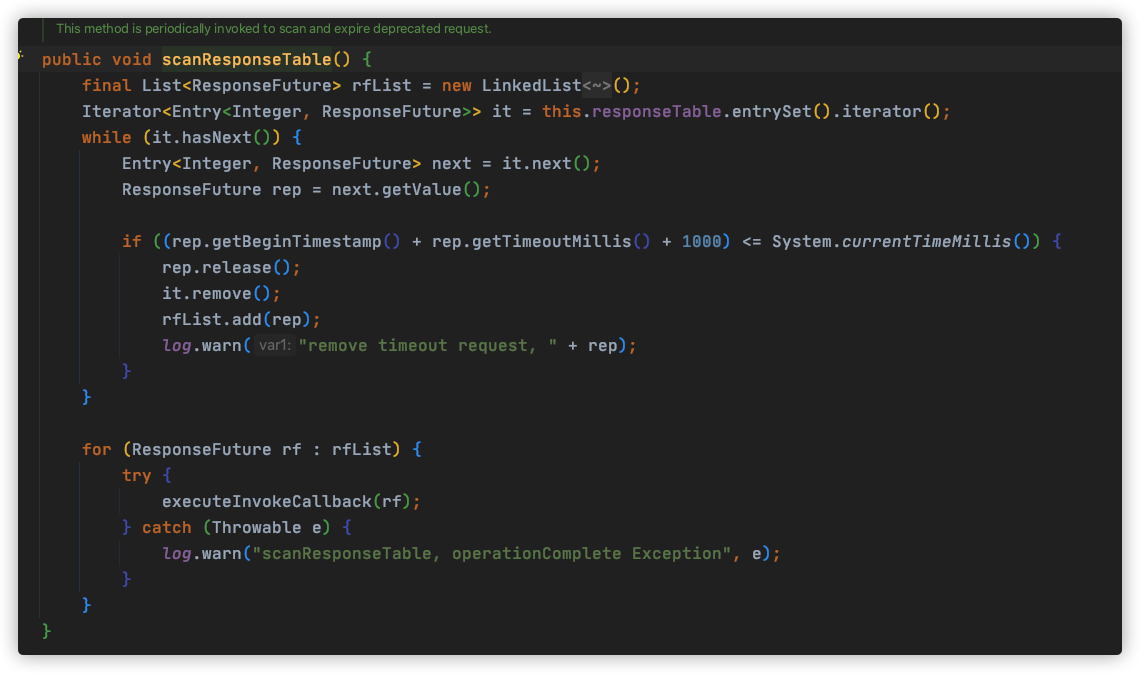 This method is periodically invoked to scan and expire deprecated request.
public void scanResponseTable() {
final List<ResponseFuture> rfList = new LinkedList<~>();
Iterator<Entry<Integer, ResponseFuture>> it = this.responseTable.entrySet().iterator();
while (it.hasNext()) {
Entry<Integer, ResponseFuture> next = it.next();
ResponseFuture rep = next.getValue();
if ((rep.getBeginTimestamp() + rep.getTimeoutMillis() + 1000) <= System.currentTimeMillis()) {
rep.release();
it.remove();
rfList.add(rep);
log.warn( var1: "remove timeout request, " + rep);
}
}
for (ResponseFuture rf : rfList) {
try {
executeInvokeCallback(rf);
} catch (Throwable e) {
log.warn("scanResponseTable, operationComplete Exception", e);
}
}
}